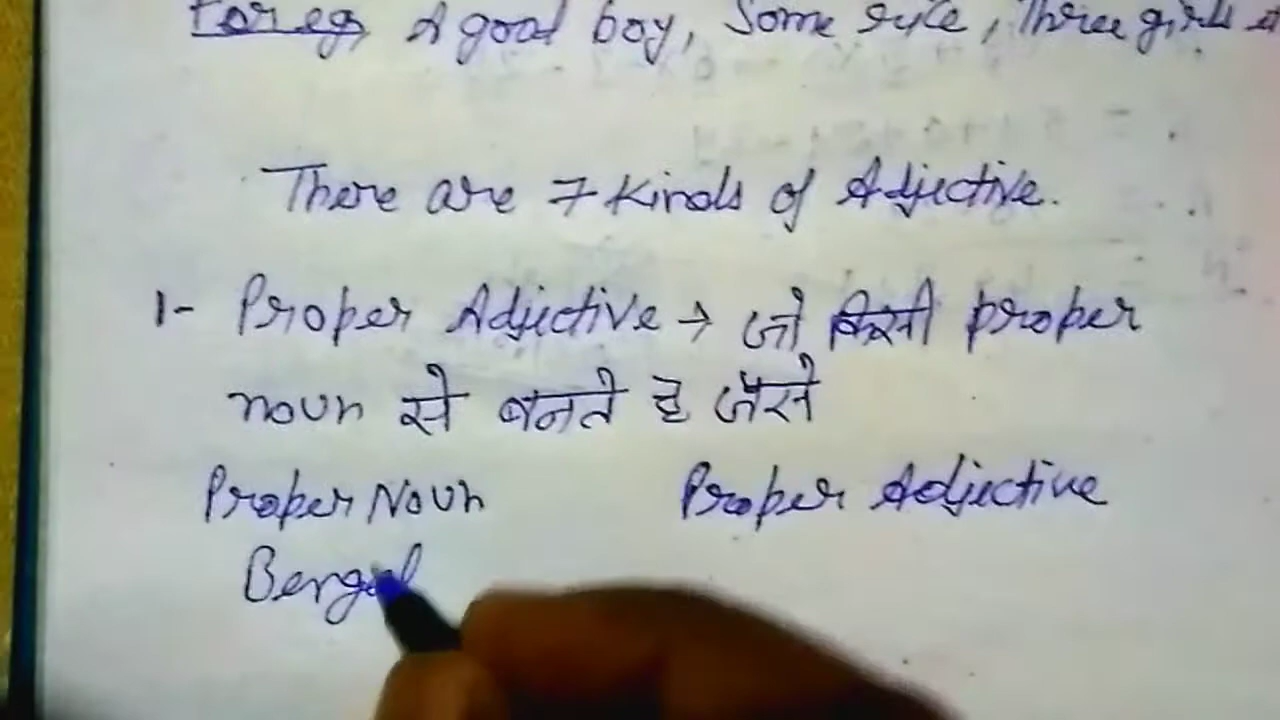 For eg, A good boy, Some rice, Three girls
There are 7 Kinds of Adjective.
1- Proper Adjective → जो किसी proper
noun से बनते है जैसे
Proper Noun Proper Adjective
Bengal